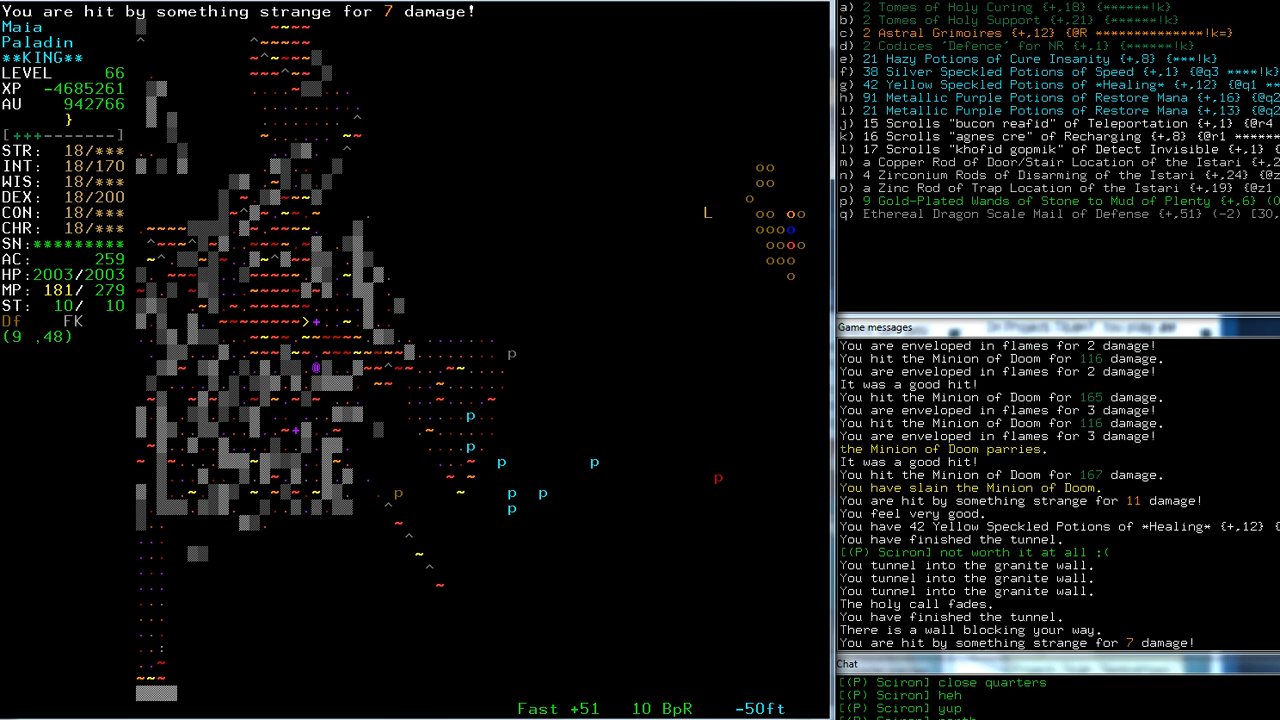 You are hit by something strange for 7 damage!
Maia
Paladin
**KING**
LEVEL 66
XP -4685261
AU 942766
}
[+++-------]
STR: 18/***
INT: 18/170
WIS: 18/***
DEX: 18/200
CON: 18/***
CHR: 18/***
SN:*********
AC: 259
HP:2003/2003
MP: 181/ 279
ST: 10/ 10
Df FK
(9 ,48)
Fast +51 10 BpR -50ft
a) 2 Tomes of Holy Curing {+,18} {******!k}
b) 2 Tomes of Holy Support {+,21} {******!k}
c) 2 Astral Grimoires {+,12} {@R **************!k=}
d) 2 Codices 'Defence' for NR {+,1} {******!k}
e) 21 Hazy Potions of Cure Insanity {+,8} {***!k}
f) 38 Silver Speckled Potions of Speed {+,1} {@q3 ****!k}
g) 42 Yellow Speckled Potions of *Healing* {+,12} {@q1
h) 91 Metallic Purple Potions of Restore Mana {+,16} {@q2
i) 21 Metallic Purple Potions of Restore Mana {+,13} {@q2
j) 15 Scrolls "bucon reafid" of Teleportation {+,1} {@r4
k) 16 Scrolls "agnes cre" of Recharging {+,8} {@r1 ******
l) 17 Scrolls "khofid gopmik" of Detect Invisible {+,1} {
m) a Copper Rod of Door/Stair Location of the Istari {+,
n) 4 Zirconium Rods of Disarming of the Istari {+,24} {@z
o) a Zinc Rod of Trap Location of the Istari {+,19} {@z1
p) 9 Gold-Plated Wands of Stone to Mud of Plenty {+,6} (0
q) Ethereal Dragon Scale Mail of Defense {+,51} (-2) [30,
Game messages
You are enveloped in flames for 2 damage!
You hit the Minion of Doom for 116 damage.
You are enveloped in flames for 2 damage!
It was a good hit!
You hit the Minion of Doom for 165 damage.
You are enveloped in flames for 3 damage!
You hit the Minion of Doom for 116 damage.
You are enveloped in flames for 3 damage!
the Minion of Doom parries.
It was a good hit!
You hit the Minion of Doom for 167 damage.
You have slain the Minion of Doom.
You are hit by something strange for 11 damage!
You feel very good.
You have 42 Yellow Speckled Potions of *Healing* {+,12} {
You have finished the tunnel.
[(P) Sciron] not worth it at all :(
You tunnel into the granite wall.
You tunnel into the granite wall.
You tunnel into the granite wall.
The holy call fades.
You have finished the tunnel.
There is a wall blocking your way.
You are hit by something strange for 7 damage!
Chat
[(P) Sciron] close quarters
[(P) Sciron] heh
[(P) Sciron] yup